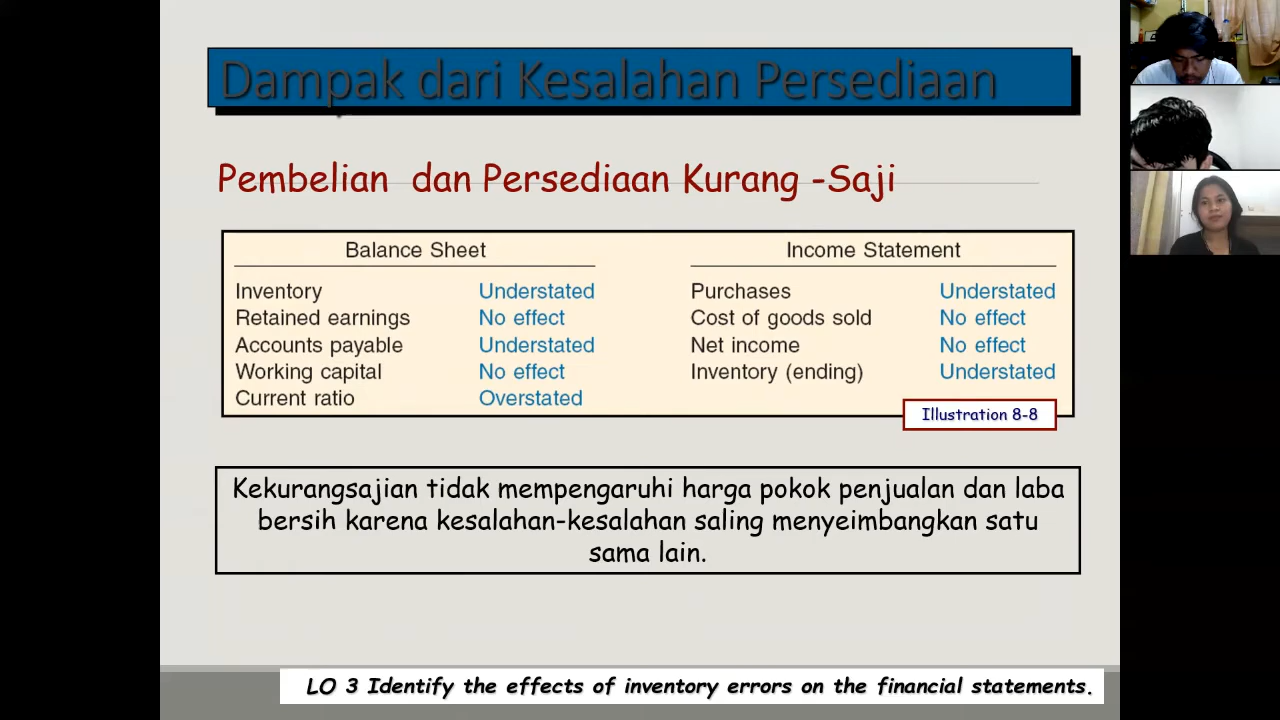 Dampak dari Kesalahan Persediaan
Pembelian dan Persediaan Kurang -Saji
Balance Sheet
Inventory Understated
Retained earnings No effect
Accounts payable Understated
Working capital No effect
Current ratio Overstated
Income Statement
Purchases Understated
Cost of goods sold No effect
Net income No effect
Inventory (ending) Understated
Illustration 8-8
Kekurangsajian tidak mempengaruhi harga pokok penjualan dan laba
bersih karena kesalahan-kesalahan saling menyeimbangkan satu
sama lain.
LO 3 Identify the effects of inventory errors on the financial statements.